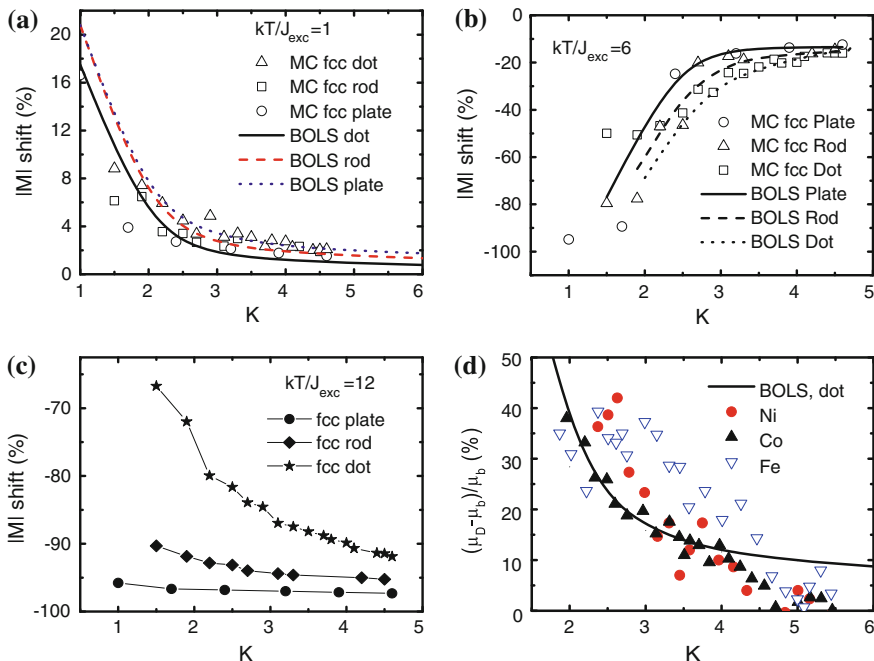 (a)
|M| shift (%)
20
16
12
8
4
0
kT/J_exc=1
MC fcc dot
MC fcc rod
MC fcc plate
BOLS dot
BOLS rod
BOLS plate
1 2 3 4 5 6
K
(b)
|M| shift (%)
-20
-40
-60
-80
-100
kT/J_exc=6
MC fcc Plate
MC fcc Rod
MC fcc Dot
BOLS Plate
BOLS Rod
BOLS Dot
1 2 3 4 5
K
(c)
|M| shift (%)
-60
-70
-80
-90
-100
kT/J_exc=12
fcc plate
fcc rod
fcc dot
1 2 3 4 5
K
(d)
(μ_D-μ_b)/μ_b (%)
50
40
30
20
10
0
BOLS, dot
Ni
Co
Fe
2 3 4 5 6
K